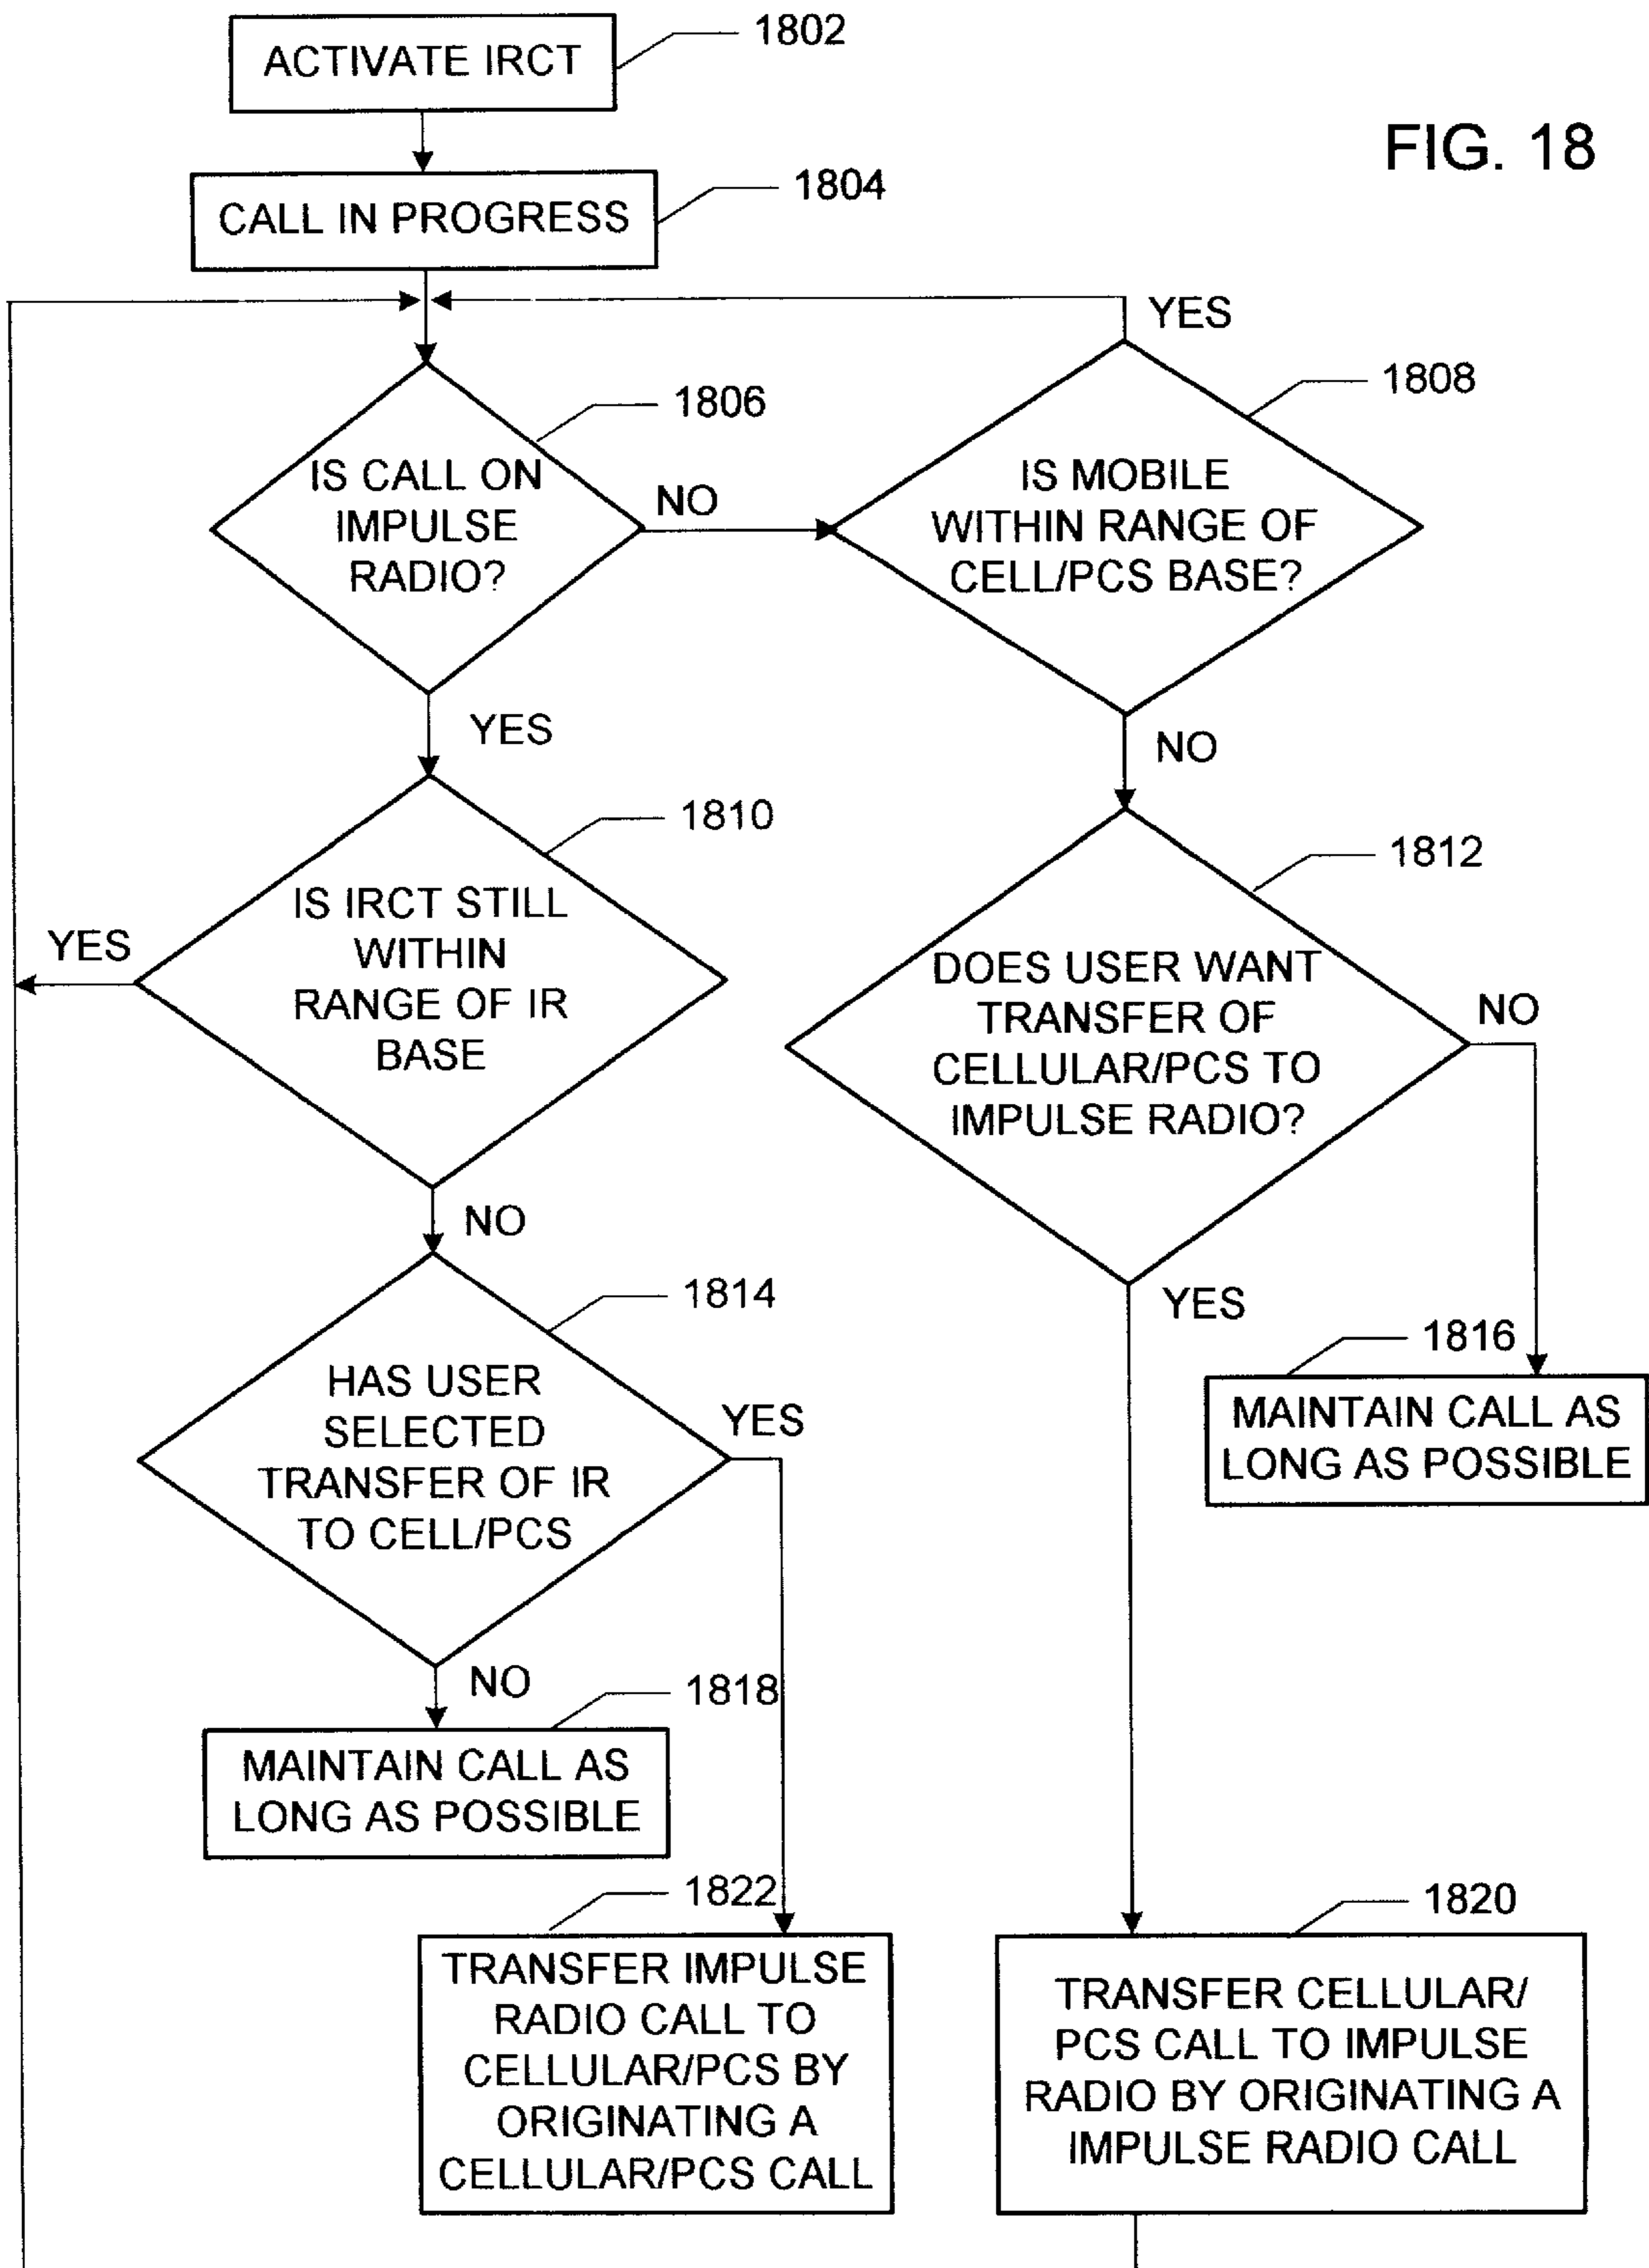 1802
ACTIVATE IRCT
FIG. 18
1804
CALL IN PROGRESS
YES
1808
1806
IS CALL ON
IMPULSE
RADIO?
NO
IS MOBILE
WITHIN RANGE OF
CELL/PCS BASE?
YES
NO
1810
1812
IS IRCT STILL
WITHIN
RANGE OF IR
BASE
YES
DOES USER WANT
TRANSFER OF
CELLULAR/PCS TO
IMPULSE RADIO?
NO
NO
YES
1814
1816
HAS USER
SELECTED
TRANSFER OF IR
TO CELL/PCS
YES
MAINTAIN CALL AS
LONG AS POSSIBLE
NO
1818
MAINTAIN CALL AS
LONG AS POSSIBLE
1822
1820
TRANSFER IMPULSE
RADIO CALL TO
CELLULAR/PCS BY
ORIGINATING A
CELLULAR/PCS CALL
TRANSFER CELLULAR/
PCS CALL TO IMPULSE
RADIO BY ORIGINATING A
IMPULSE RADIO CALL